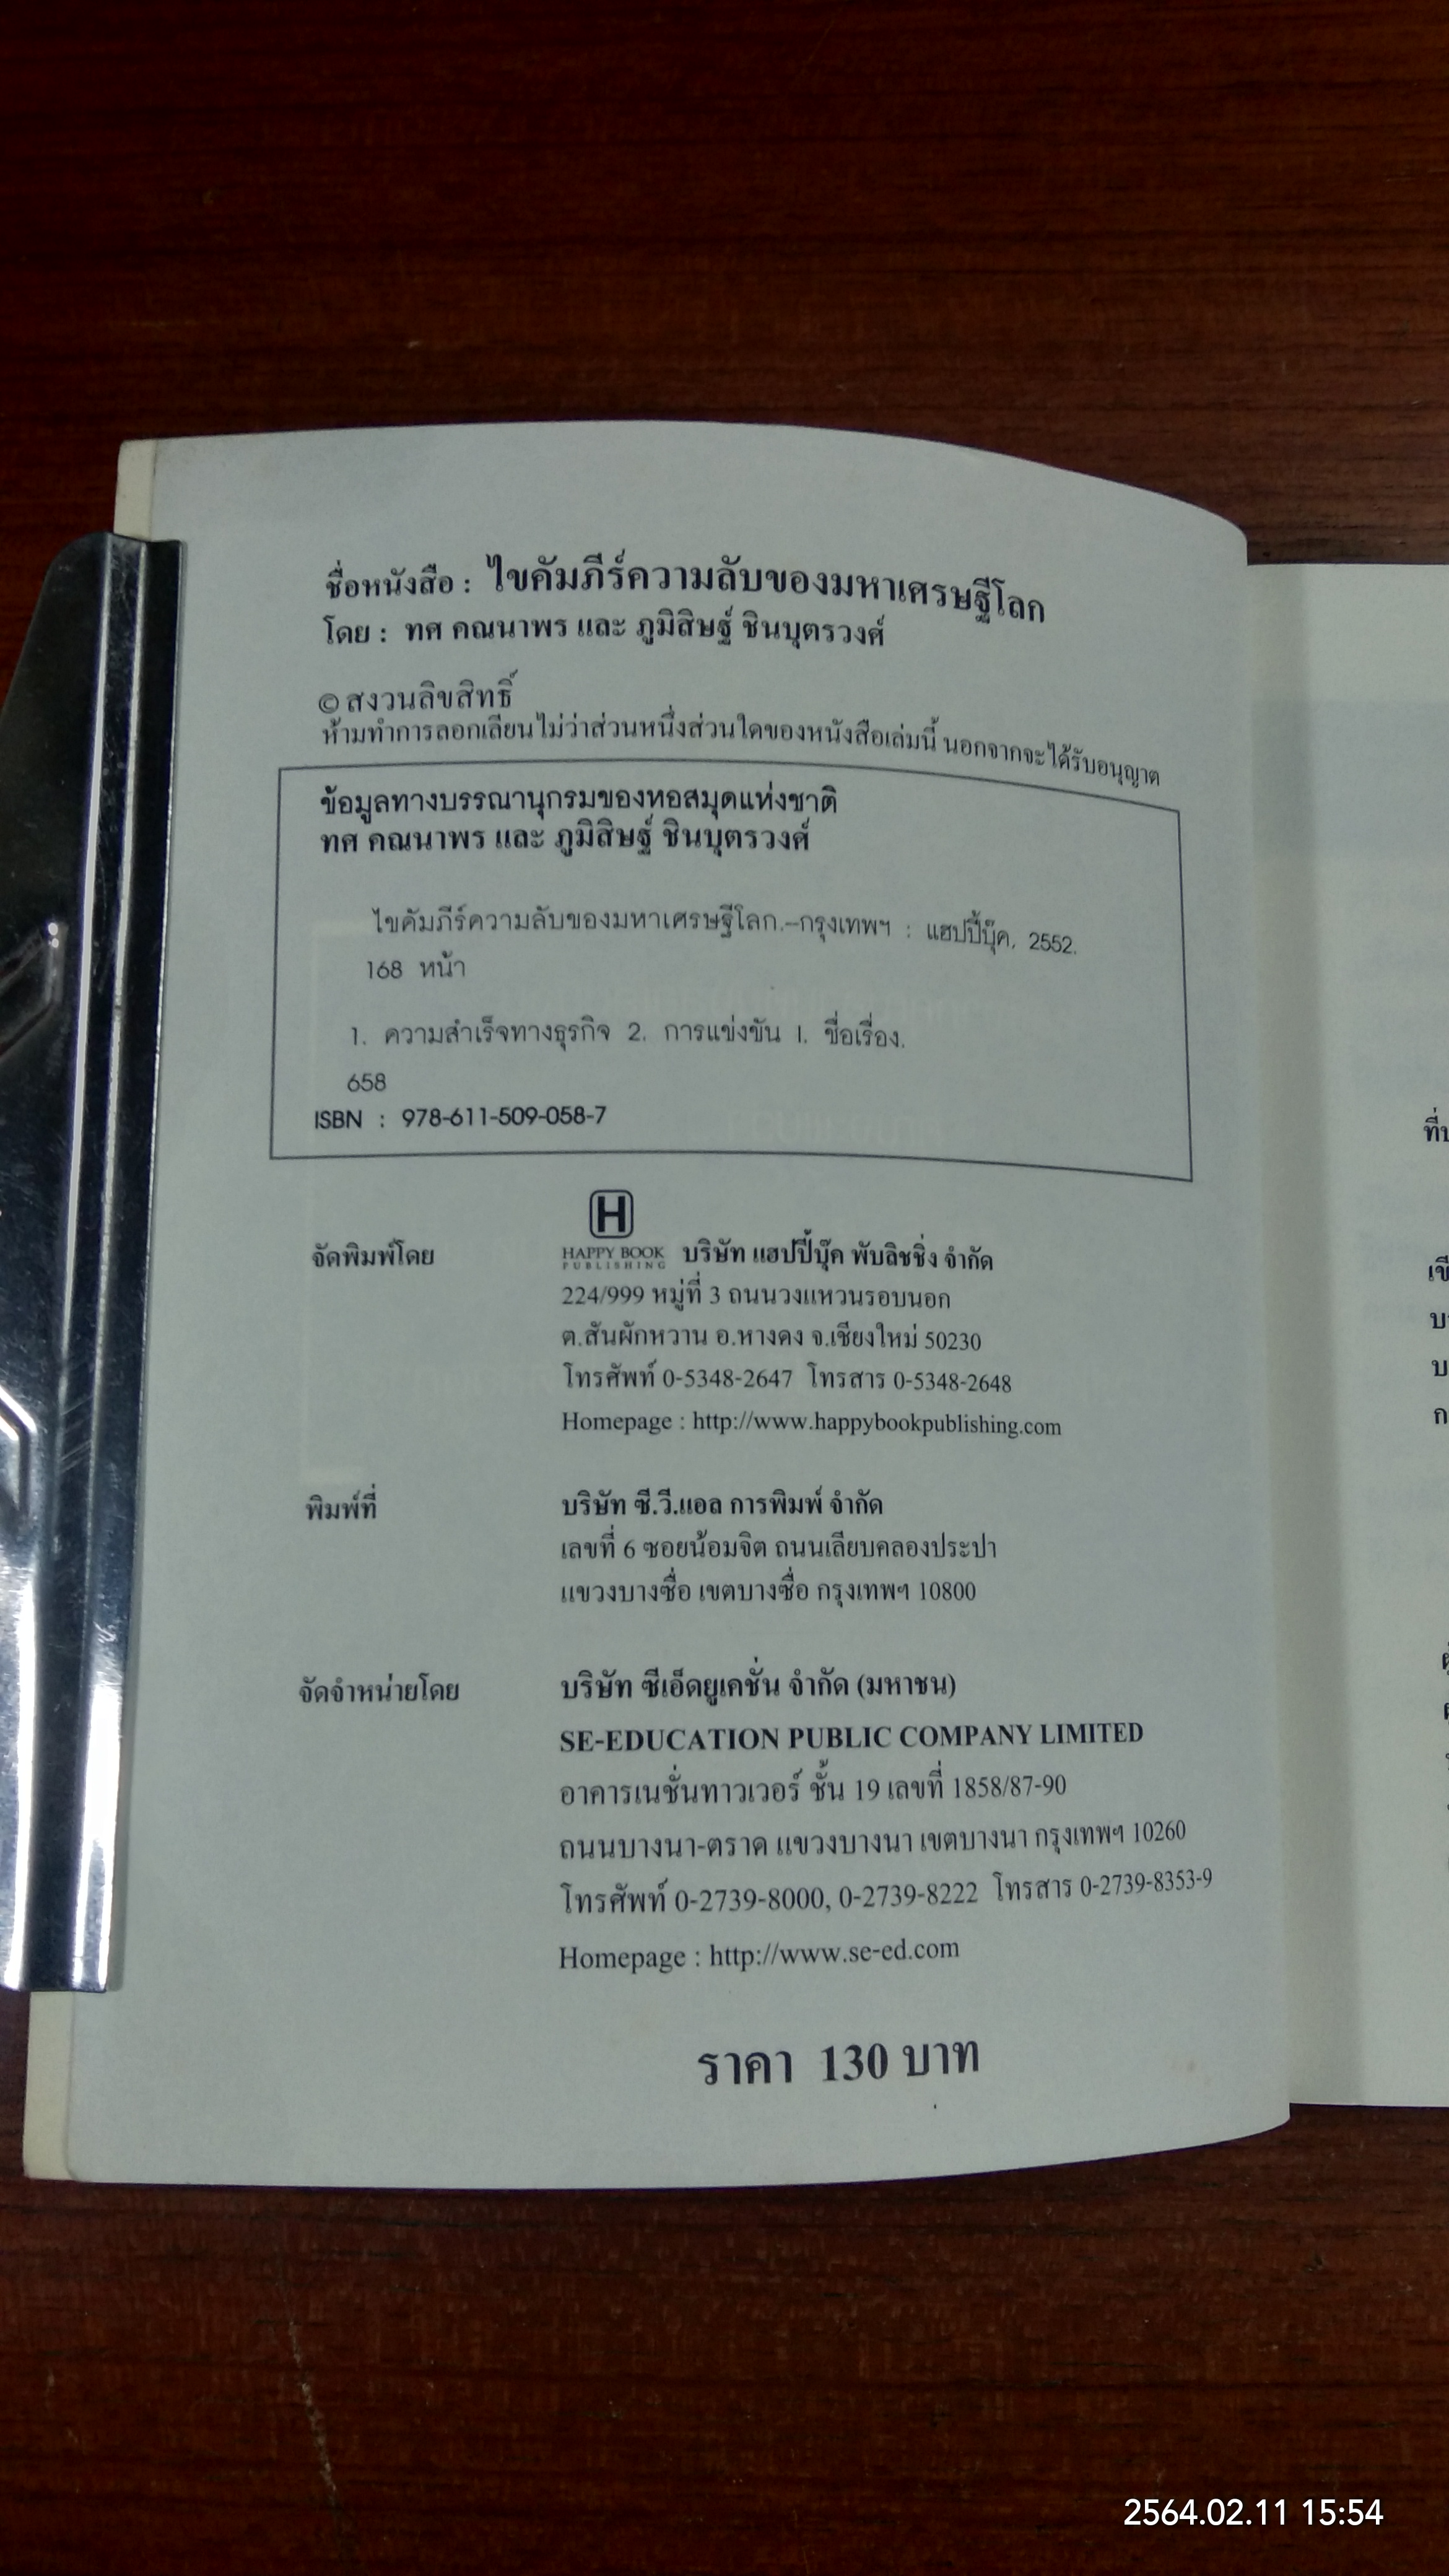 ชื่อหนังสือ : ไขคัมภีร์ความลับของมหาเศรษฐีโลก
โดย : ทศ คณนาพร และ ภูมิสิษฐ์ ชินบุตรวงศ์
© สงวนลิขสิทธิ์
ห้ามทำการลอกเลียนไม่ว่าส่วนหนึ่งส่วนใดของหนังสือเล่มนี้ นอกจากจะได้รับอนุญาต
ข้อมูลทางบรรณานุกรมของหอสมุดแห่งชาติ
ทศ คณนาพร และ ภูมิสิษฐ์ ชินบุตรวงศ์
ไขคัมภีร์ความลับของมหาเศรษฐีโลก.–กรุงเทพฯ : แฮปปี้บุ๊ค, 2552.
168 หน้า
1. ความสำเร็จทางธุรกิจ 2. การแข่งขัน I. ชื่อเรื่อง.
658
ISBN : 978-611-509-058-7
H
จัดพิมพ์โดย HAPPY BOOK PUBLISHING บริษัท แฮปปี้บุ๊ค พับลิชชิ่ง จำกัด
224/999 หมู่ที่ 3 ถนนวงแหวนรอบนอก
ต.สันผักหวาน อ.หางดง จ.เชียงใหม่ 50230
โทรศัพท์ 0-5348-2647 โทรสาร 0-5348-2648
Homepage : http://www.happybookpublishing.com
พิมพ์ที่ บริษัท ซี.วี.แอล การพิมพ์ จำกัด
เลขที่ 6 ซอยน้อมจิต ถนนเลียบคลองประปา
แขวงบางซื่อ เขตบางซื่อ กรุงเทพฯ 10800
จัดจำหน่ายโดย บริษัท ซีเอ็ดยูเคชั่น จำกัด (มหาชน)
SE-EDUCATION PUBLIC COMPANY LIMITED
อาคารเนชั่นทาวเวอร์ ชั้น 19 เลขที่ 1858/87-90
ถนนบางนา-ตราด แขวงบางนา เขตบางนา กรุงเทพฯ 10260
โทรศัพท์ 0-2739-8000, 0-2739-8222 โทรสาร 0-2739-8353-9
Homepage : http://www.se-ed.com
ราคา 130 บาท
2564.02.11 15:54